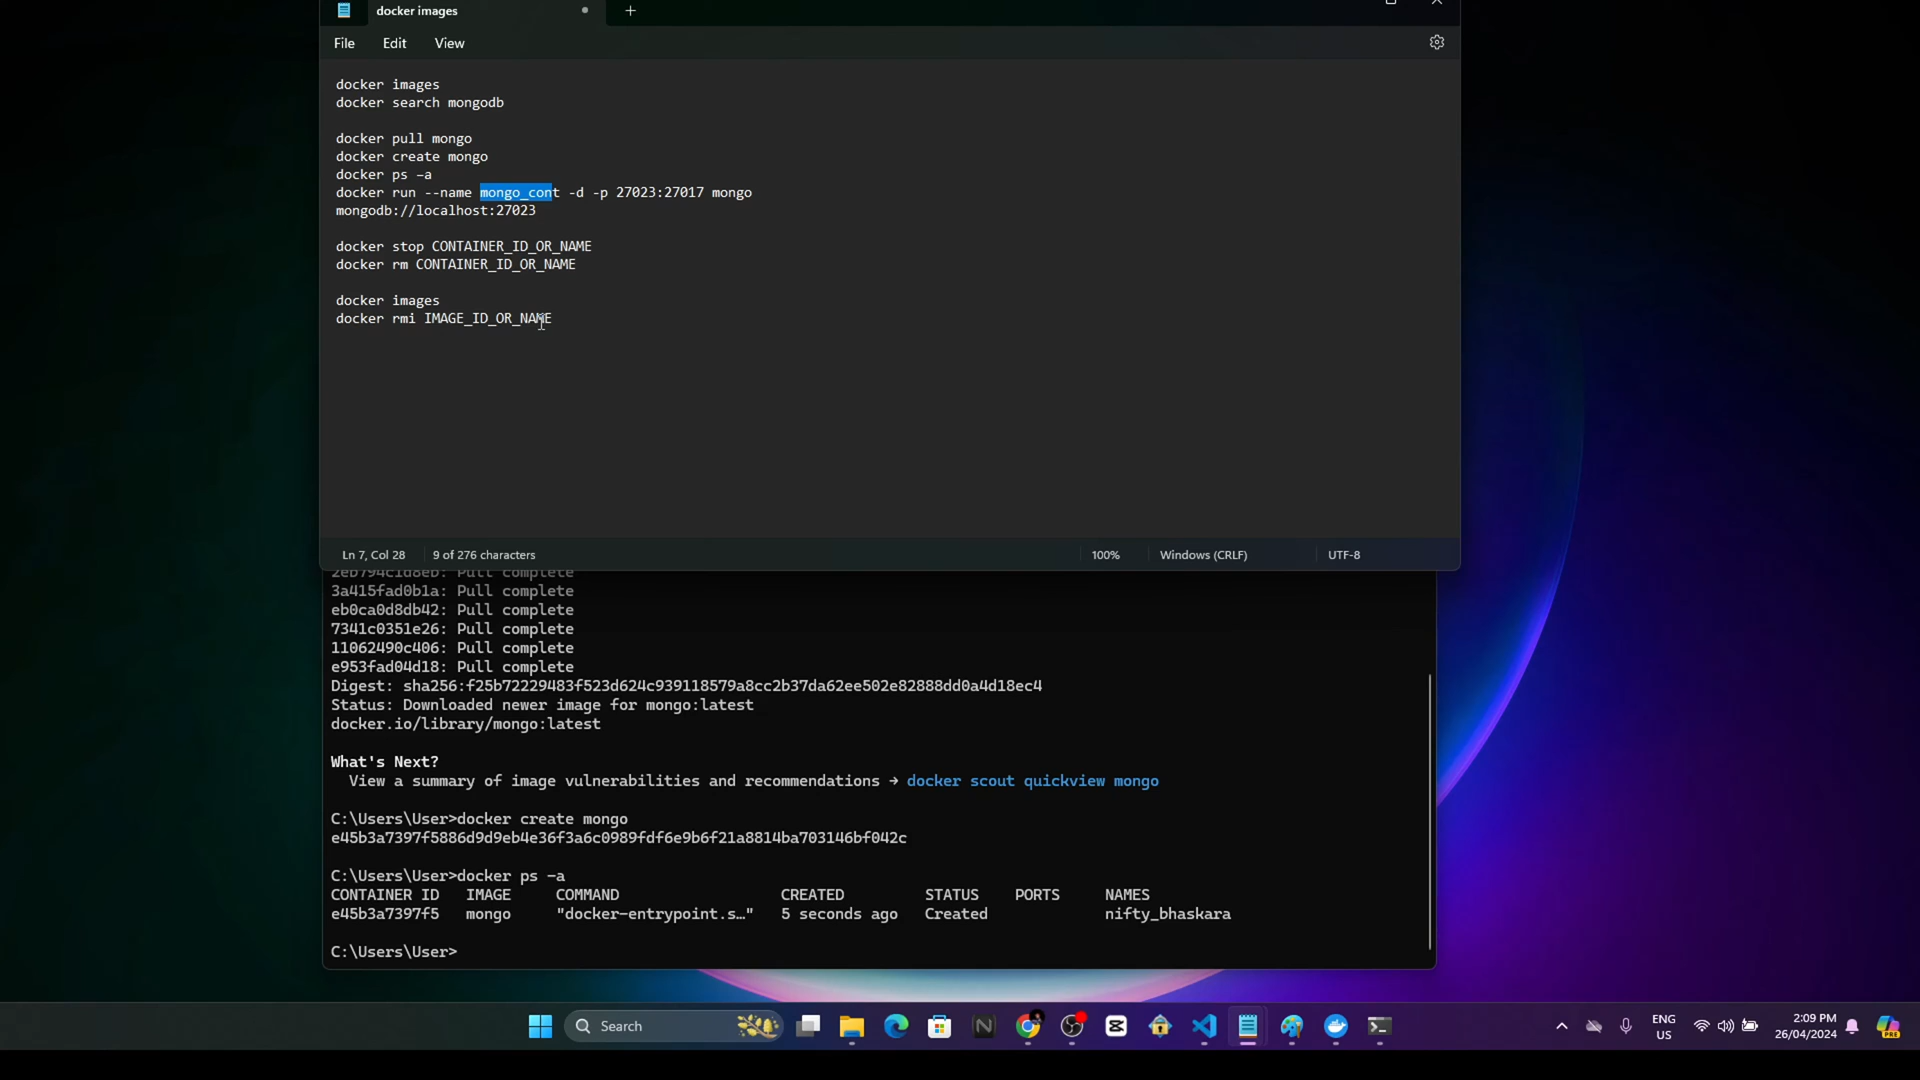 docker images
File Edit View
docker images
docker search mongodb
docker pull mongo
docker create mongo
docker ps –a
docker run --name mongo_cont -d -p 27023:27017 mongo
mongodb://localhost:27023
docker stop CONTAINER_ID_OR_NAME
docker rm CONTAINER_ID_OR_NAME
docker images
docker rmi IMAGE_ID_OR_NAME
Ln 7, Col 28 9 of 276 characters 100% Windows (CRLF) UTF-8
2eb794c1d8eb: Pull complete
3a415fad0b1a: Pull complete
eb0ca0d8db42: Pull complete
7341c0351e26: Pull complete
11062490c406: Pull complete
e953fad04d18: Pull complete
Digest: sha256:f25b72229483f523d624c939118579a8cc2b37da62ee502e82888dd0a4d18ec4
Status: Downloaded newer image for mongo:latest
docker.io/library/mongo:latest
What's Next?
View a summary of image vulnerabilities and recommendations → docker scout quickview mongo
C:\Users\User>docker create mongo
e45b3a7397f5886d9d9eb4e36f3a6c0989fdf6e9b6f21a8814ba703146bf042c
C:\Users\User>docker ps –a
CONTAINER ID IMAGE COMMAND CREATED STATUS PORTS NAMES
e45b3a7397f5 mongo "docker-entrypoint.s…" 5 seconds ago Created nifty_bhaskara
C:\Users\User>
Search
ENG
US
2:09 PM
26/04/2024
PRE